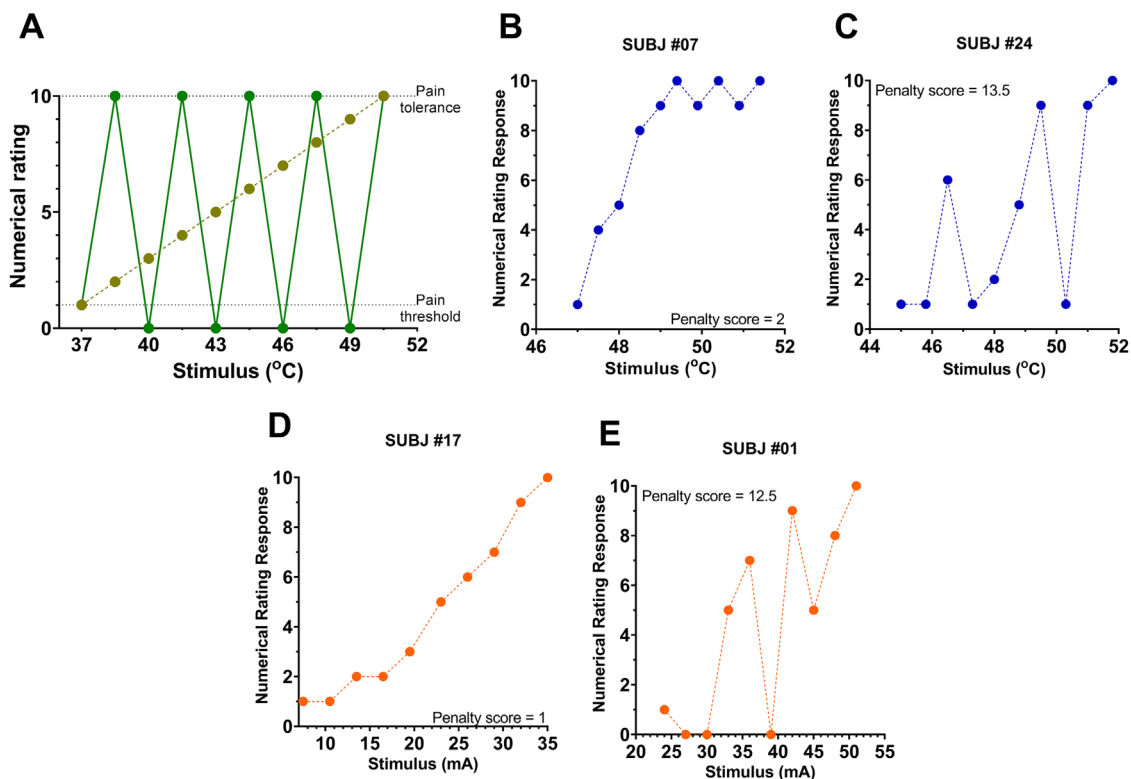 A
Numerical rating
10
5
0
Pain
tolerance
Pain
threshold
37
40
43
46
49
52
Stimulus (°C)
B
SUBJ #07
Numerical Rating Response
10
8
6
4
2
0
Penalty score = 2
46
48
50
52
Stimulus (°C)
C
SUBJ #24
Numerical Rating Response
10
8
6
4
2
0
Penalty score = 13.5
44
46
48
50
52
Stimulus (°C)
D
SUBJ #17
Numerical Rating Response
10
8
6
4
2
0
Penalty score = 1
10
15
20
25
30
35
Stimulus (mA)
E
SUBJ #01
Numerical Rating Response
10
8
6
4
2
0
Penalty score = 12.5
20
25
30
35
40
45
50
55
Stimulus (mA)